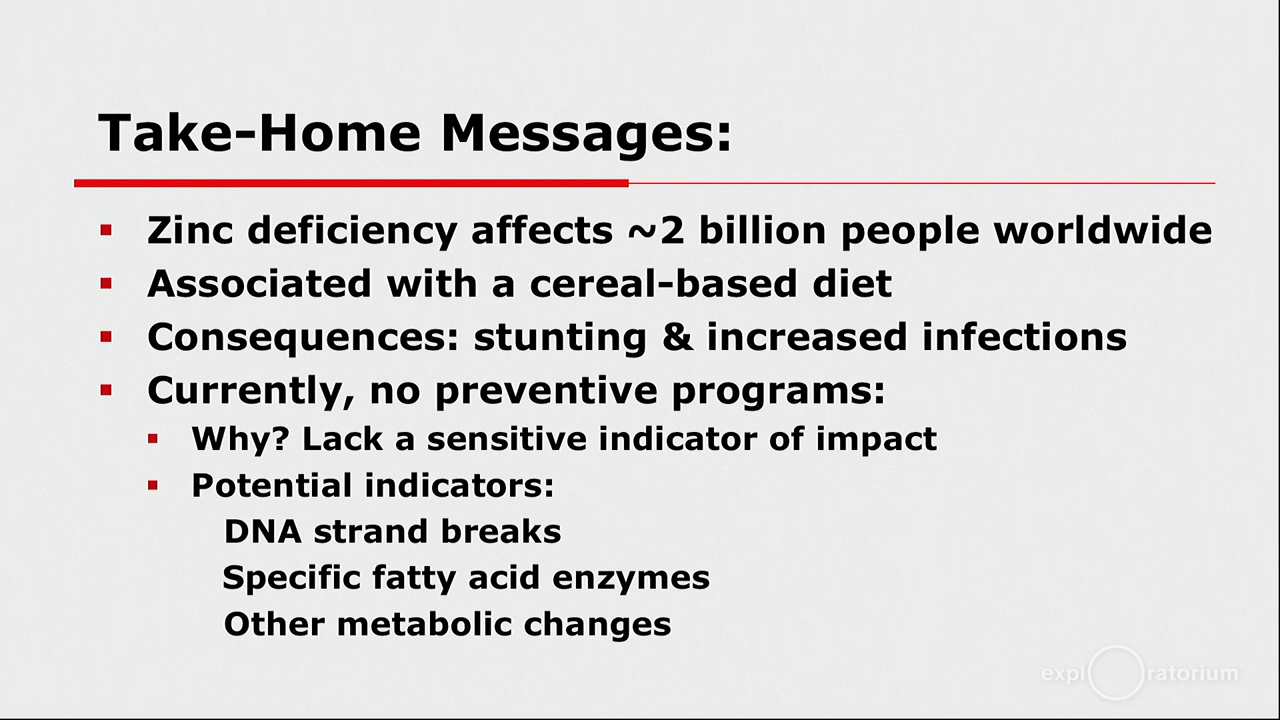 Take-Home Messages:
Zinc deficiency affects ~2 billion people worldwide
Associated with a cereal-based diet
Consequences: stunting & increased infections
Currently, no preventive programs:
Why? Lack a sensitive indicator of impact
Potential indicators:
DNA strand breaks
Specific fatty acid enzymes
Other metabolic changes
expl ratorium